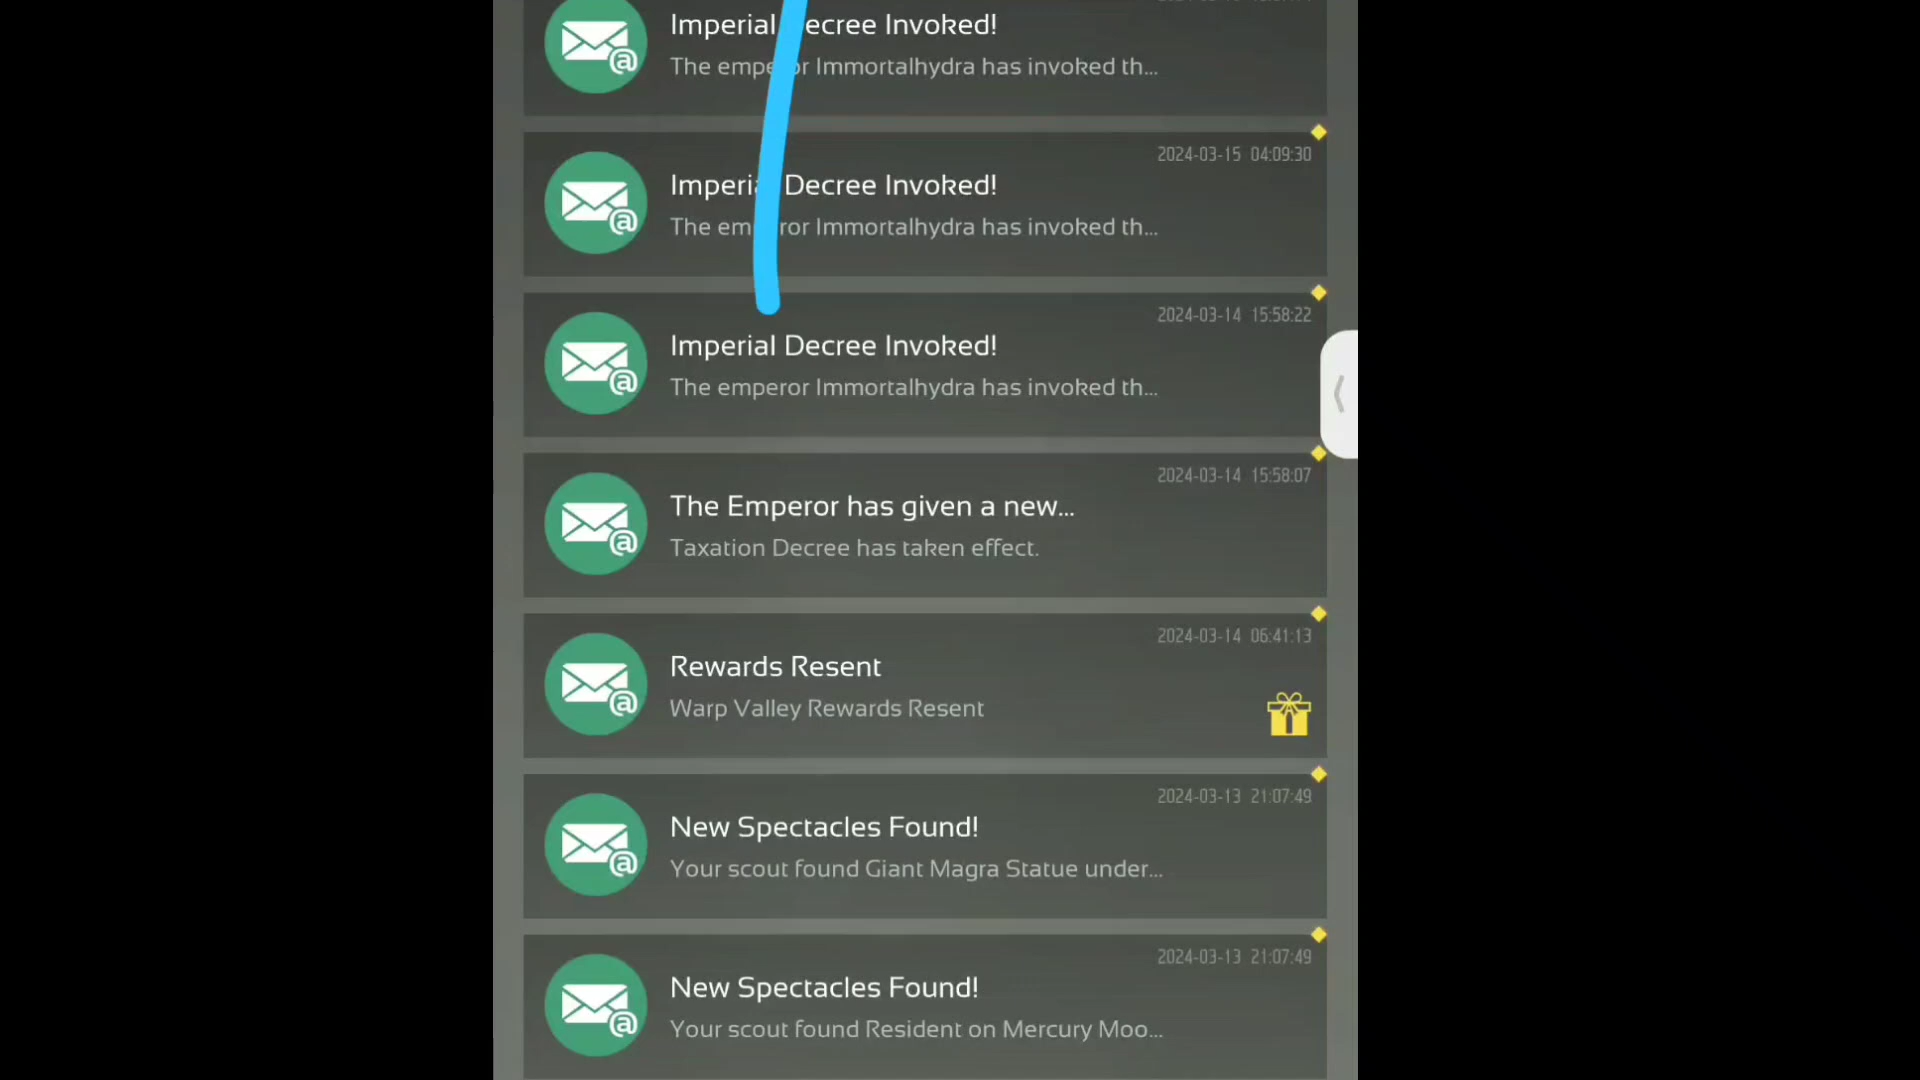 Imperial ecree Invoked!
The empe r Immortalhydra has invoked th...
2024-03-15 04:09:30
Imperia Decree Invoked!
The em ror Immortalhydra has invoked th...
2024-03-14 15:58:22
Imperial Decree Invoked!
The emperor Immortalhydra has invoked th...
2024-03-14 15:58:07
The Emperor has given a new...
Taxation Decree has taken effect.
2024-03-14 06:41:13
Rewards Resent
Warp Valley Rewards Resent
2024-03-13 21:07:49
New Spectacles Found!
Your scout found Giant Magra Statue under...
2024-03-13 21:07:49
New Spectacles Found!
Your scout found Resident on Mercury Moo...